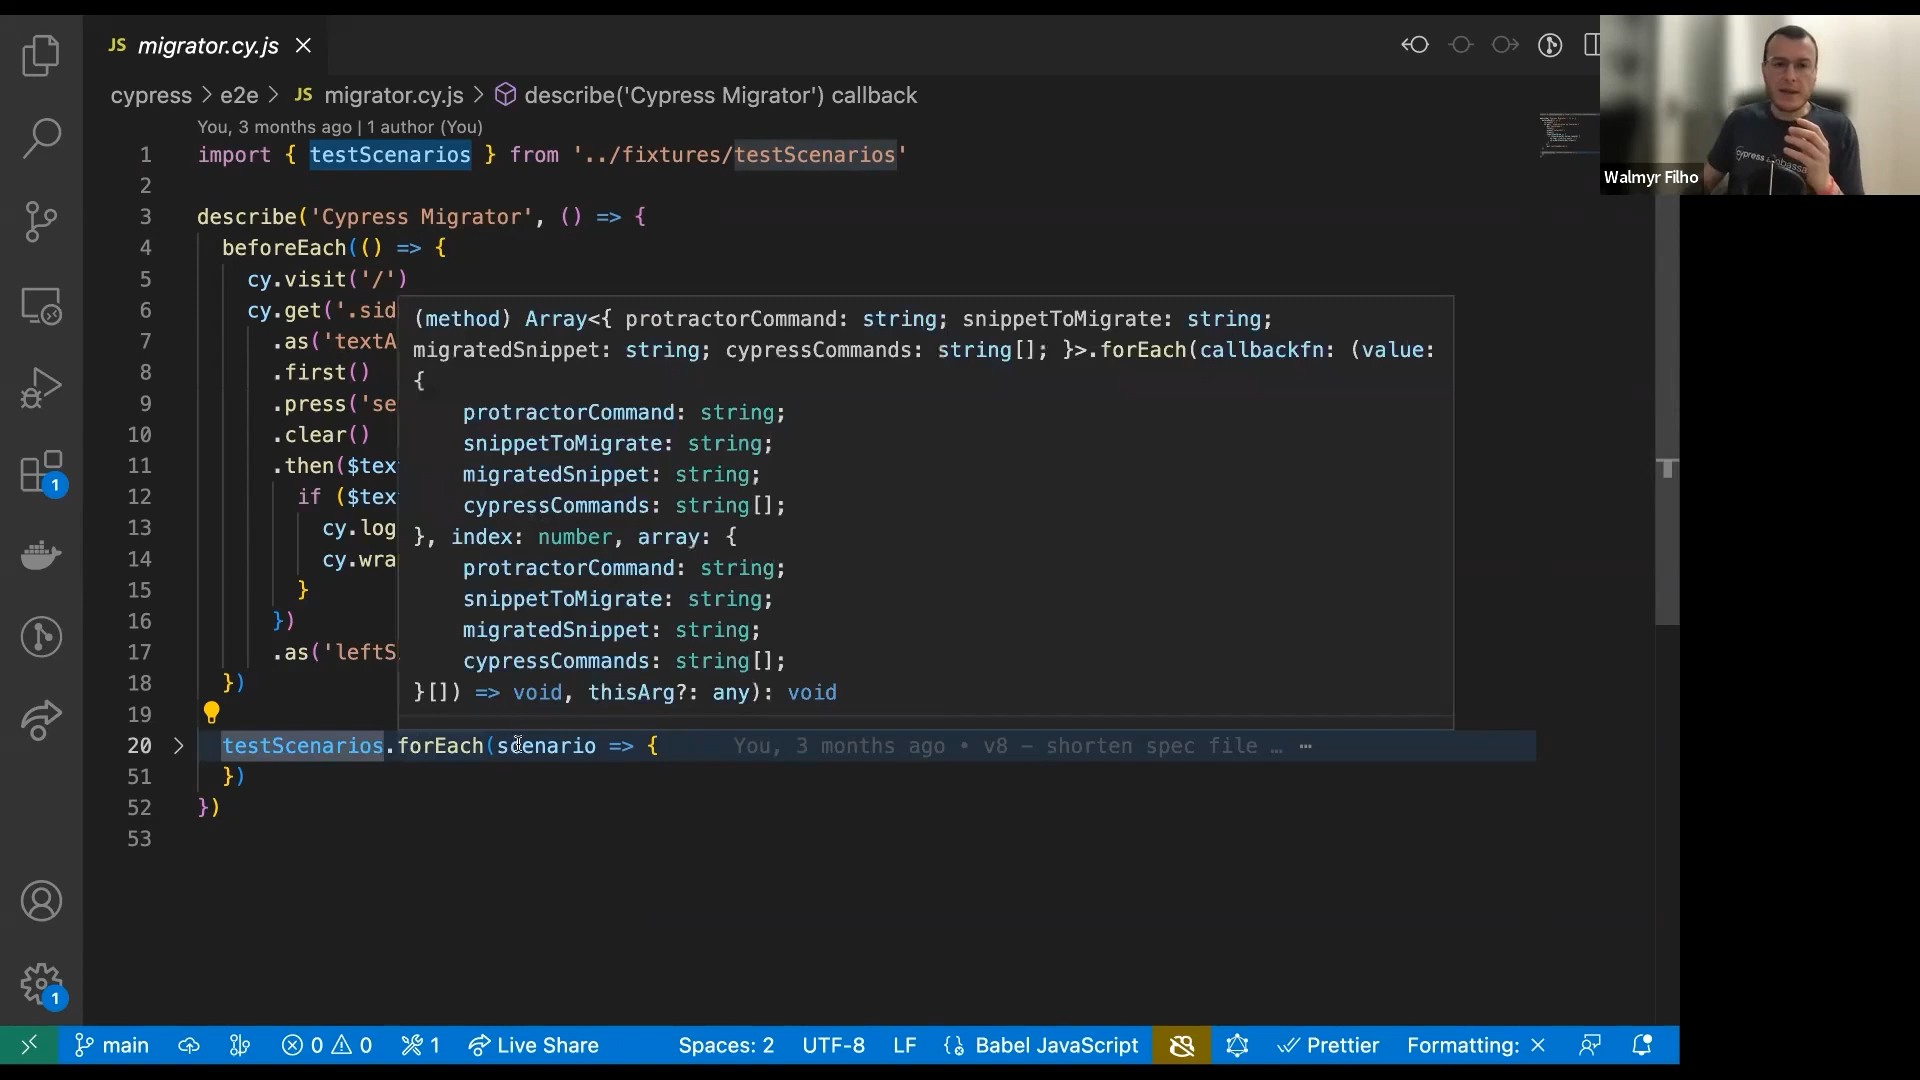 JS migrator.cy.js
cypress > e2e > JS migrator.cy.js > describe('Cypress Migrator') callback
You, 3 months ago | 1 author (You)
1 import { testScenarios } from '../fixtures/testScenarios'
2
3 describe('Cypress Migrator', () => {
4 beforeEach(() => {
5 cy.visit('/')
6 cy.get('.sid
7 .as('textA
8 .first()
9 .press('se
10 .clear()
11 .then($tex
12 if ($tex
13 cy.log
14 cy.wra
15 }
16 })
17 .as('leftS
18 })
19
20 testScenarios.forEach(scenario => { You, 3 months ago • v8 – shorten spec file … ⋯
51 })
52 })
53
(method) Array<{ protractorCommand: string; snippetToMigrate: string;
migratedSnippet: string; cypressCommands: string[]; }>.forEach(callbackfn: (value:
{
protractorCommand: string;
snippetToMigrate: string;
migratedSnippet: string;
cypressCommands: string[];
}, index: number, array: {
protractorCommand: string;
snippetToMigrate: string;
migratedSnippet: string;
cypressCommands: string[];
}[]) => void, thisArg?: any): void
Walmyr Filho
cypress
1
1
main 0 0 1 Live Share Spaces: 2 UTF-8 LF Babel JavaScript Prettier Formatting: ×